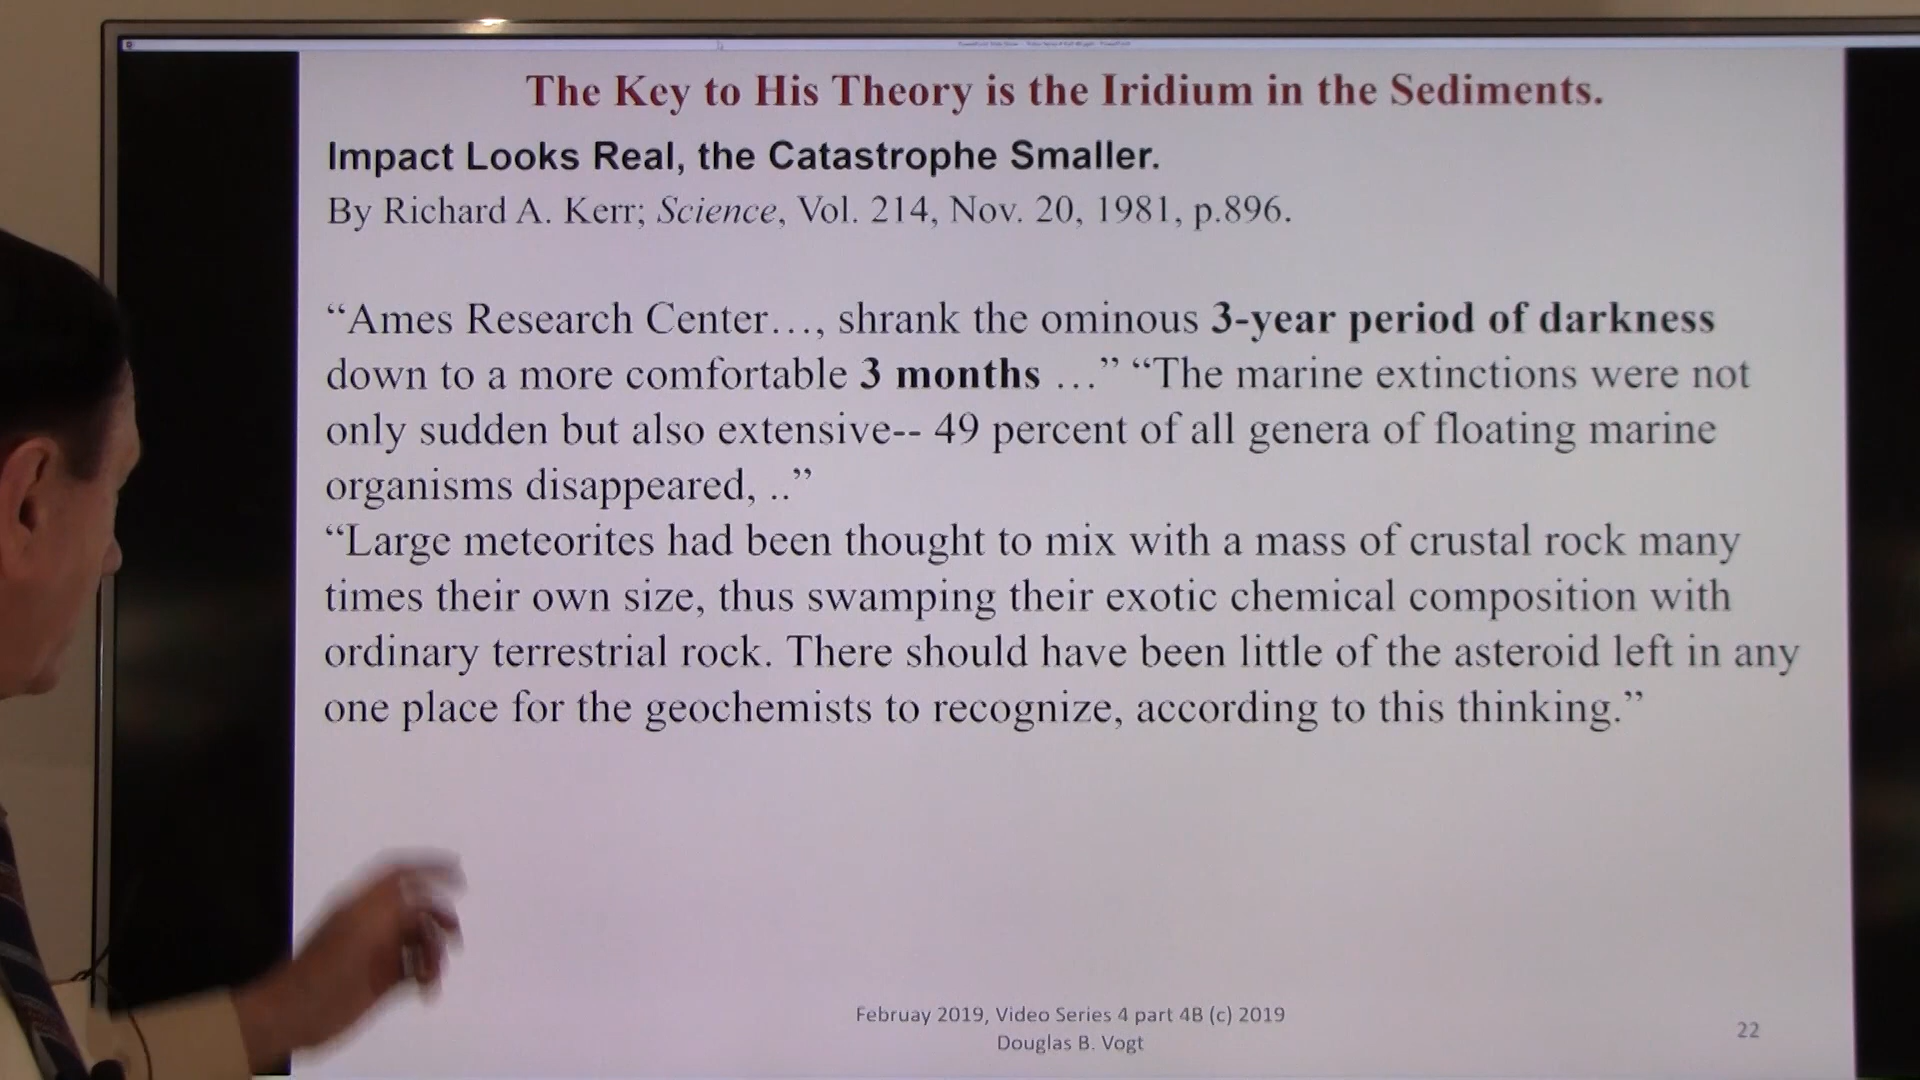 The Key to His Theory is the Iridium in the Sediments.
Impact Looks Real, the Catastrophe Smaller.
By Richard A. Kerr; Science, Vol. 214, Nov. 20, 1981, p.896.
“Ames Research Center…, shrank the ominous 3-year period of darkness
down to a more comfortable 3 months …” “The marine extinctions were not
only sudden but also extensive-- 49 percent of all genera of floating marine
organisms disappeared, ..”
“Large meteorites had been thought to mix with a mass of crustal rock many
times their own size, thus swamping their exotic chemical composition with
ordinary terrestrial rock. There should have been little of the asteroid left in any
one place for the geochemists to recognize, according to this thinking.”
Februay 2019, Video Series 4 part 4B (c) 2019
Douglas B. Vogt
22